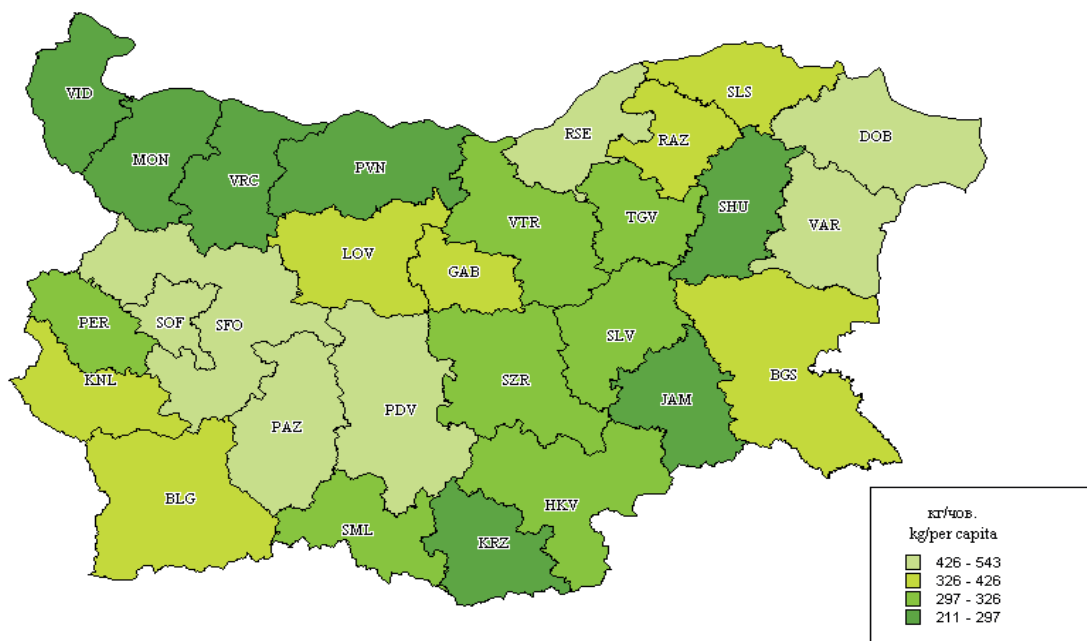 SLS
VID
RSE
DOB
RAZ
MON
PVN
VRC
SHU
TGV
VTR
VAR
LOV
GAB
PER
SOF
SFO
SLV
KNL
SZR
BGS
JAM
PDV
PAZ
BLG
HKV
SML
KRZ
кг/чов.
kg/per capita
426 - 543
326 - 426
297 - 326
211 - 297